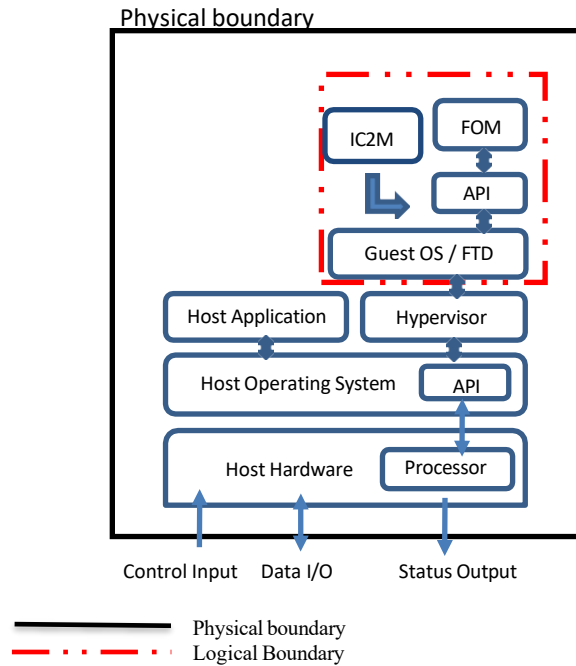 Physical boundary
IC2M
FOM
API
Guest OS / FTD
Host Application
Hypervisor
Host Operating System
API
Host Hardware
Processor
Control Input
Data I/O
Status Output
Physical boundary
Logical Boundary